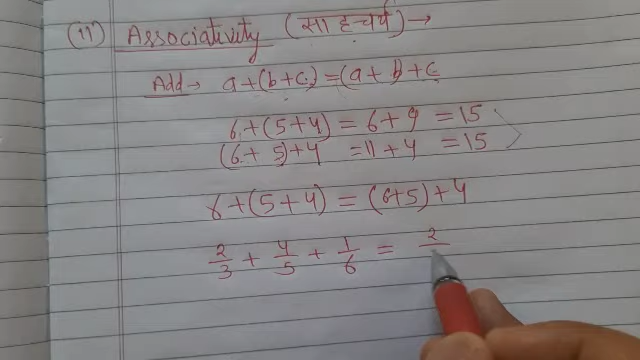 (11) Associativity (साहचर्य) →
Add → a+(b+c) = (a+b)+c
6+(5+4) = 6+9 = 15
(6+5)+4 = 11+4 = 15
6+(5+4) = (6+5)+4
2/3 + 4/5 + 1/6 = 2/